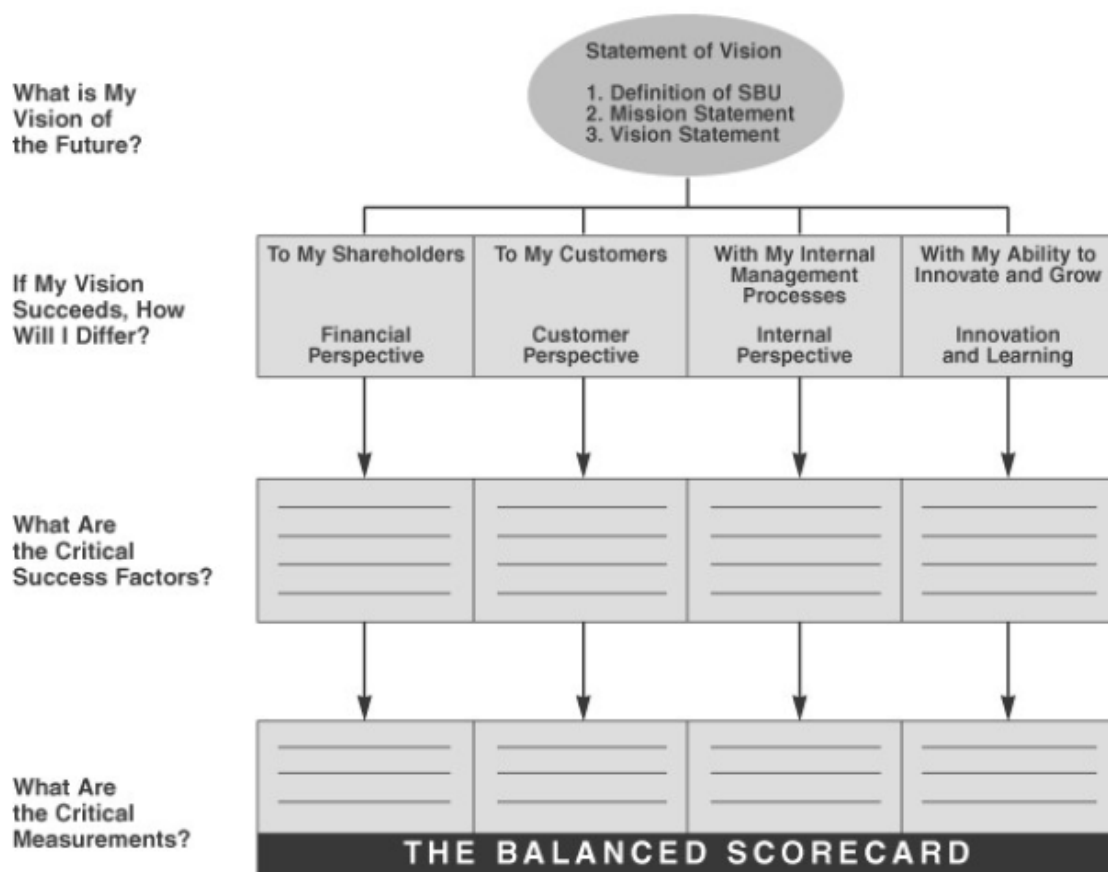 Statement of Vision
1. Definition of SBU
2. Mission Statement
3. Vision Statement
What is My
Vision of
the Future?
If My Vision
Succeeds, How
Will I Differ?
To My Shareholders
Financial
Perspective
To My Customers
Customer
Perspective
With My Internal
Management
Processes
Internal
Perspective
With My Ability to
Innovate and Grow
Innovation
and Learning
What Are
the Critical
Success Factors?
What Are
the Critical
Measurements?
THE BALANCED SCORECARD